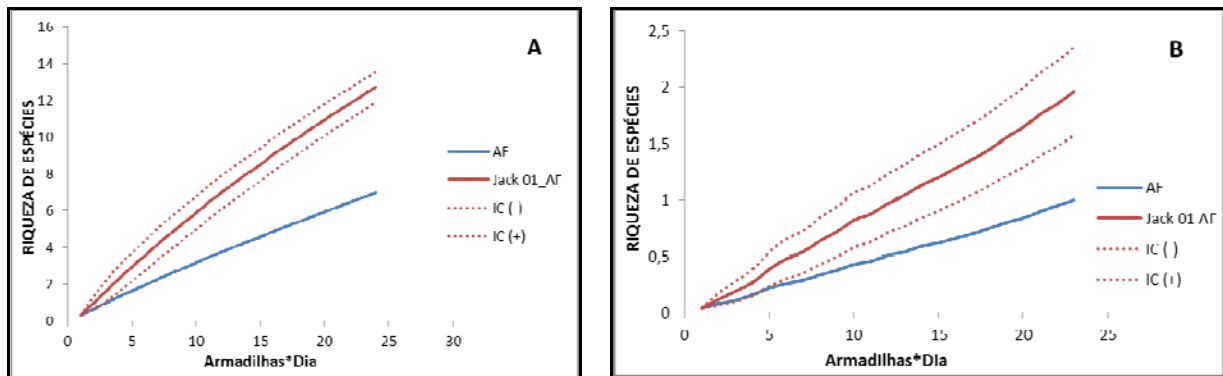 A
RIQUEZA DE ESPÉCIES
16
14
12
10
8
6
4
2
0
0 5 10 15 20 25 30
Armadilhas*Dia
AF
Jack 01_AF
IC (-)
IC (+)
B
RIQUEZA DE ESPÉCIES
2,5
2
1,5
1
0,5
0
0 5 10 15 20 25
Armadilhas*Dia
AF
Jack 01 AF
IC (-)
IC (+)